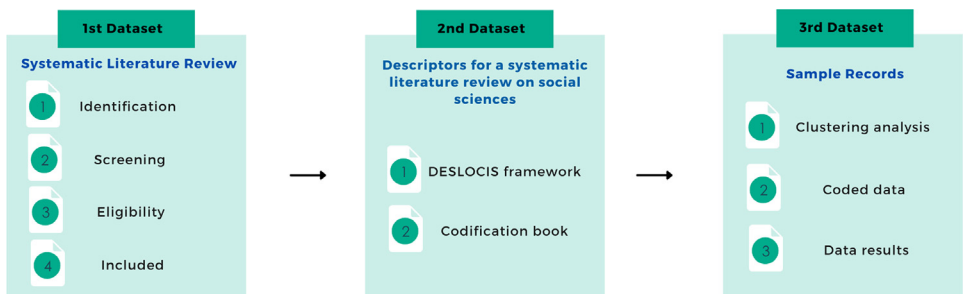 1st Dataset
Systematic Literature Review
1 Identification
2 Screening
3 Eligibility
4 Included
2nd Dataset
Descriptors for a systematic
literature review on social
sciences
1 DESLOCIS framework
2 Codification book
3rd Dataset
Sample Records
1 Clustering analysis
2 Coded data
3 Data results